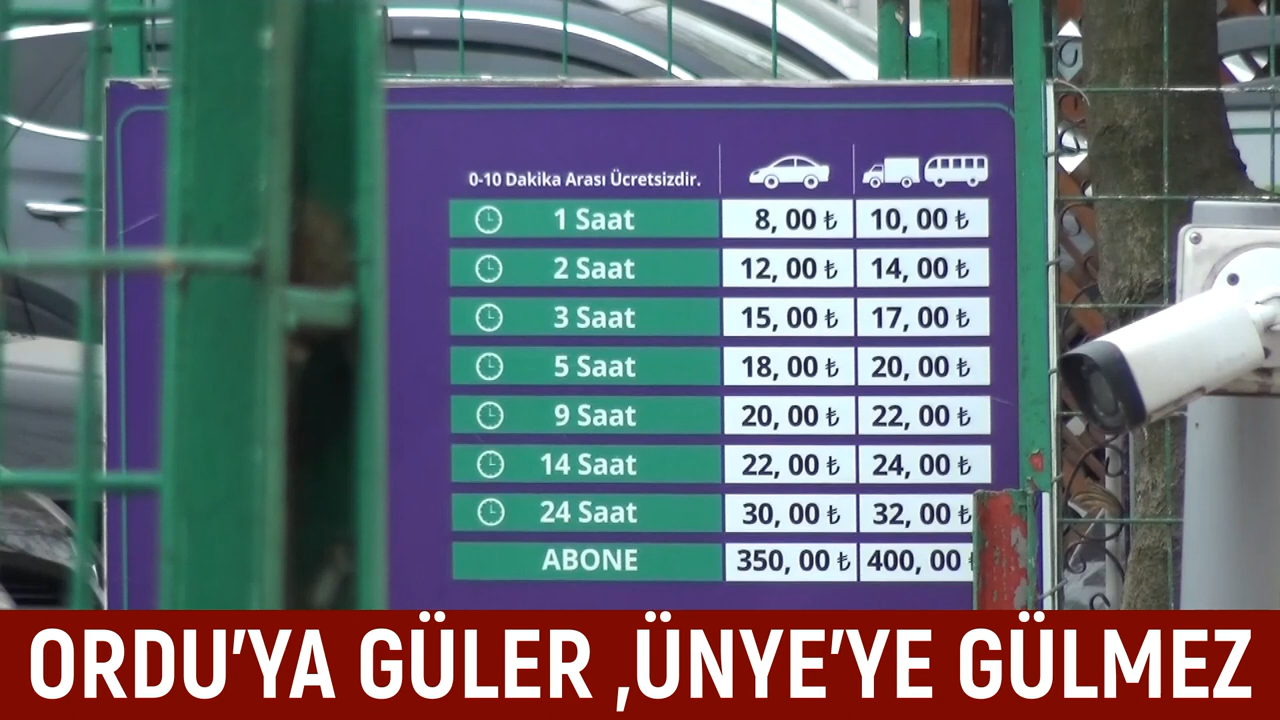 0-10 Dakika Arası Ücretsizdir.
1 Saat 8, 00 ₺ 10, 00 ₺
2 Saat 12, 00 ₺ 14, 00 ₺
3 Saat 15, 00 ₺ 17, 00 ₺
5 Saat 18, 00 ₺ 20, 00 ₺
9 Saat 20, 00 ₺ 22, 00 ₺
14 Saat 22, 00 ₺ 24, 00 ₺
24 Saat 30, 00 ₺ 32, 00 ₺
ABONE 350, 00 ₺ 400, 00 ₺
ORDU'YA GÜLER ,ÜNYE'YE GÜLMEZ